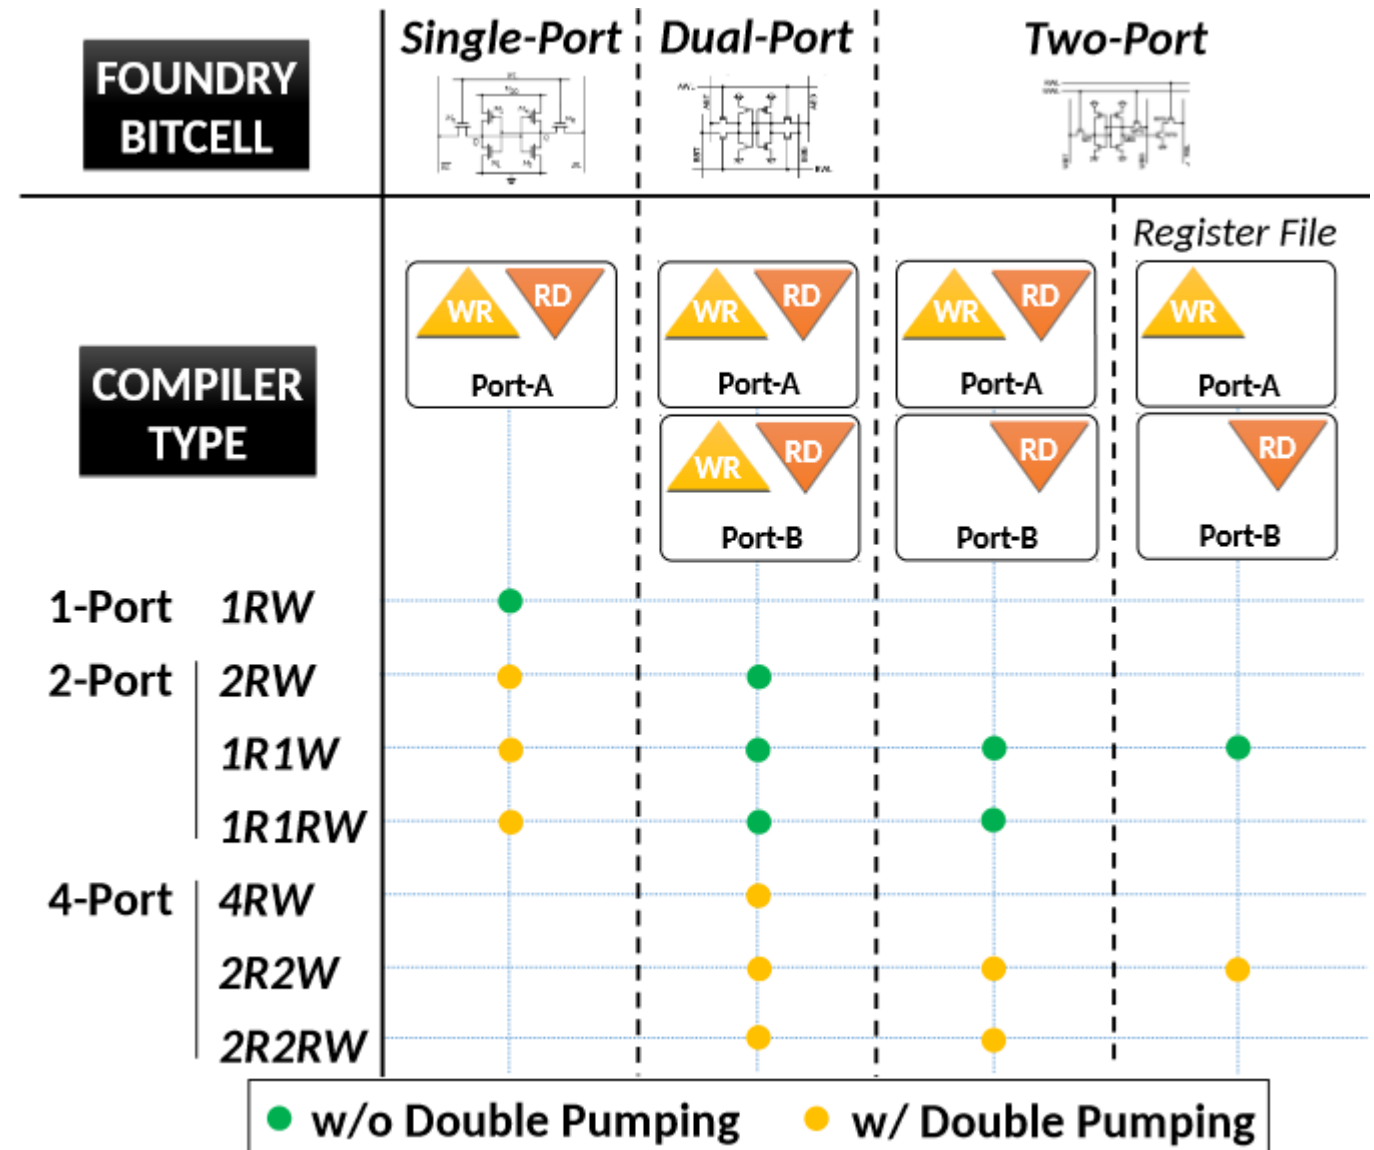 Single-Port Dual-Port Two-Port
FOUNDRY
BITCELL
Register File
WR RD WR RD WR RD WR
Port-A Port-A Port-A Port-A
COMPILER
TYPE
WR RD RD RD
Port-B Port-B Port-B
1-Port 1RW
2-Port 2RW
1R1W
1R1RW
4-Port 4RW
2R2W
2R2RW
w/o Double Pumping w/ Double Pumping